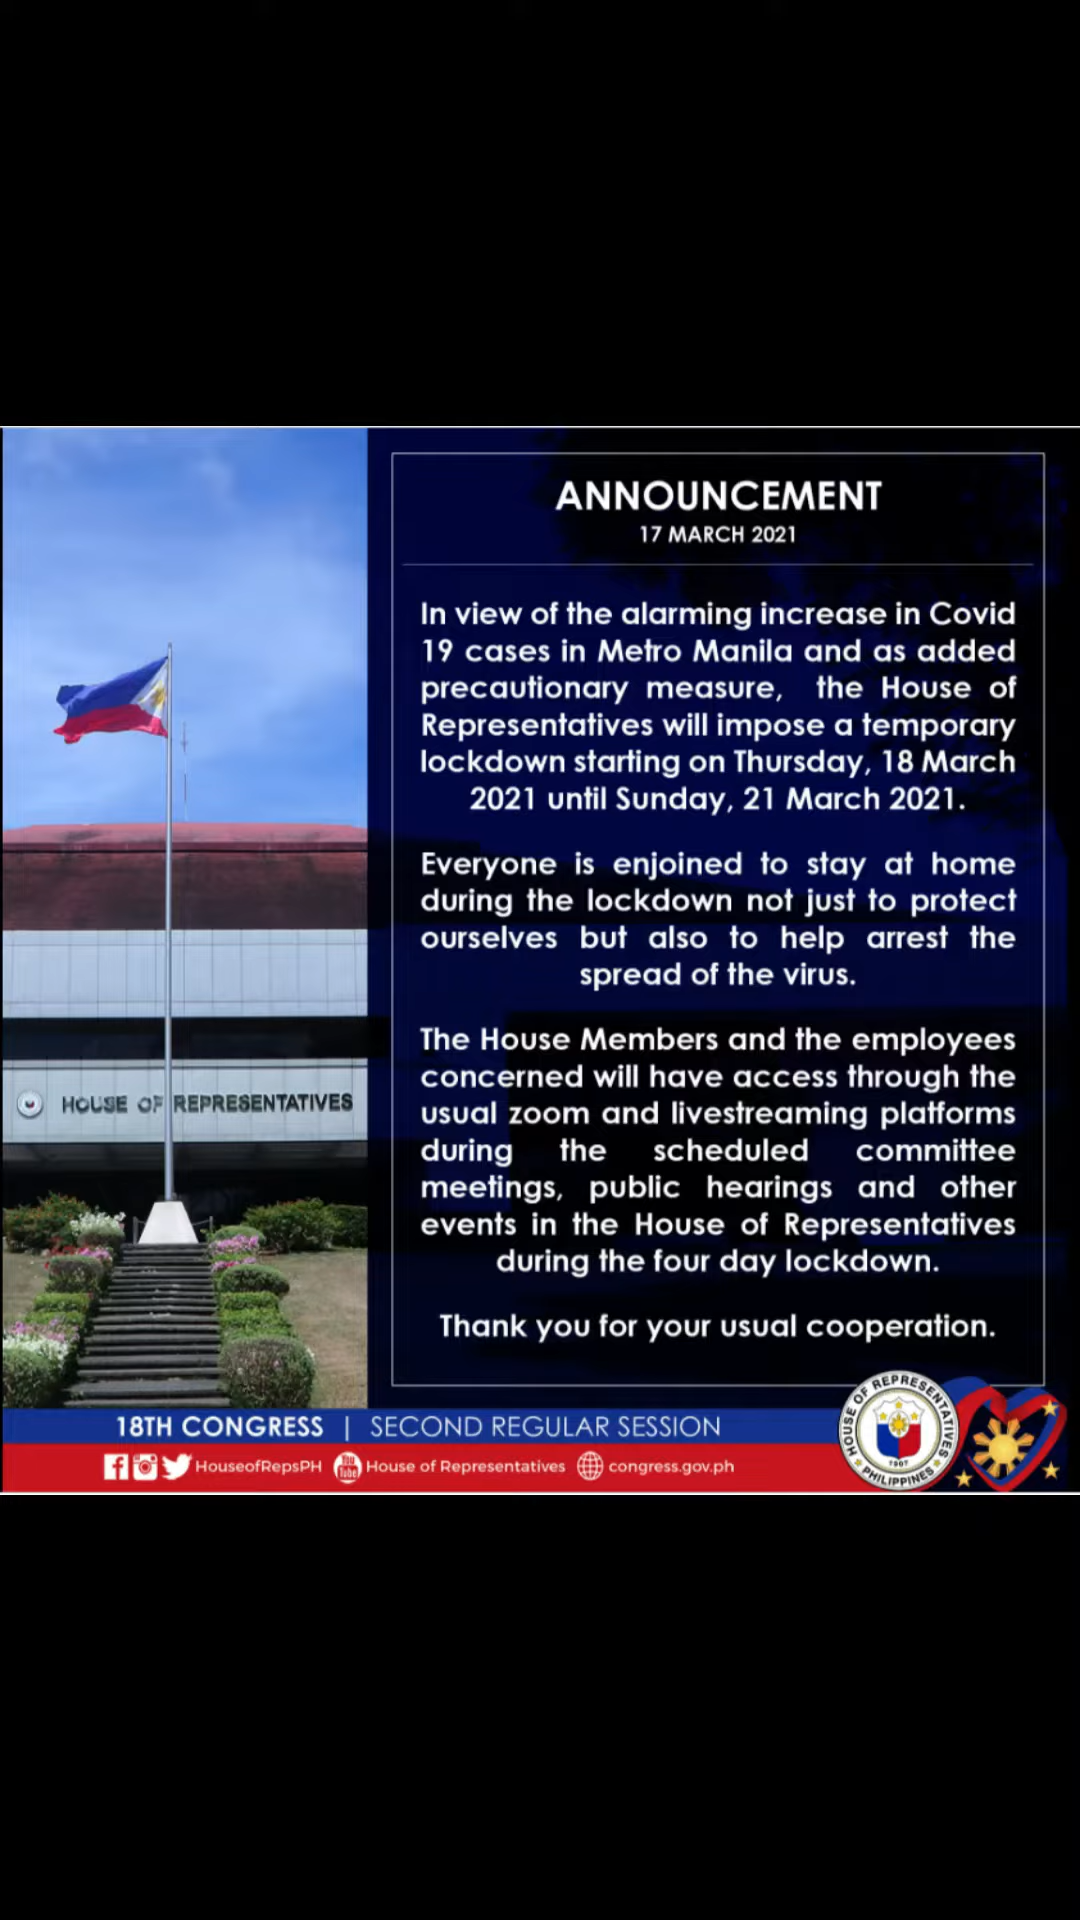 ANNOUNCEMENT
17 MARCH 2021
In view of the alarming increase in Covid
19 cases in Metro Manila and as added
precautionary measure, the House of
Representatives will impose a temporary
lockdown starting on Thursday, 18 March
2021 until Sunday, 21 March 2021.
Everyone is enjoined to stay at home
during the lockdown not just to protect
ourselves but also to help arrest the
spread of the virus.
The House Members and the employees
concerned will have access through the
usual zoom and livestreaming platforms
during the scheduled committee
meetings, public hearings and other
events in the House of Representatives
during the four day lockdown.
Thank you for your usual cooperation.
HOUSE OF REPRESENTATIVES
18TH CONGRESS | SECOND REGULAR SESSION
HouseofRepsPH You Tube House of Representatives congress.gov.ph
HOUSE OF REPRESENTATIVES
1907
PHILIPPINES